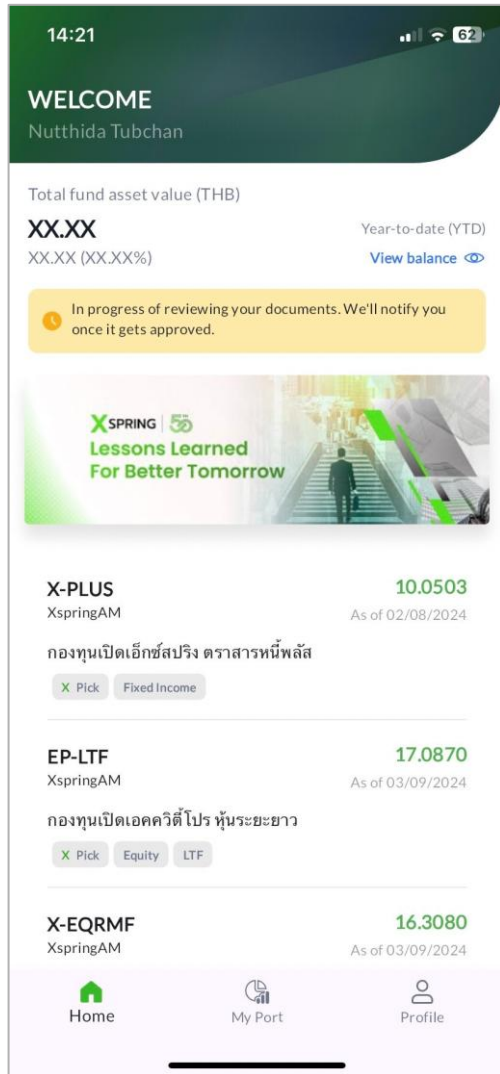 14:21
62
WELCOME
Nutthida Tubchan
Total fund asset value (THB)
XX.XX
Year-to-date (YTD)
XX.XX (XX.XX%)
View balance
In progress of reviewing your documents. We'll notify you
once it gets approved.
XSPRING
Lessons Learned
For Better Tomorrow
X-PLUS
10.0503
XspringAM
As of 02/08/2024
กองทุนเปิดเอ็กซ์สปริง ตราสารหนี้พลัส
X Pick
Fixed Income
EP-LTF
17.0870
XspringAM
As of 03/09/2024
กองทุนเปิดเอคควิตี้โปร หุ้นระยะยาว
X Pick
Equity
LTF
X-EQRMF
16.3080
XspringAM
As of 03/09/2024
Home
My Port
Profile